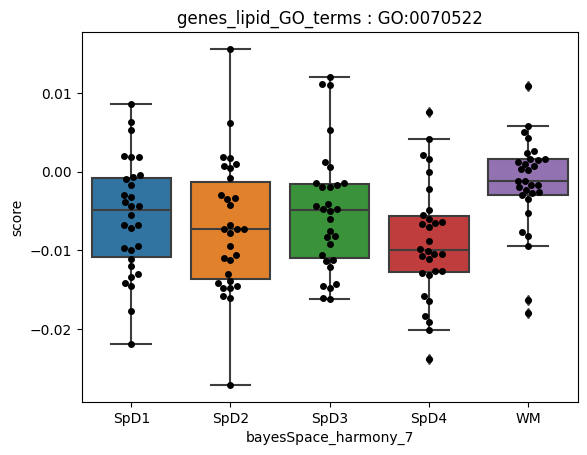 genes_lipid_GO_terms : GO:0070522
0.01
0.00
−0.01
−0.02
score
SpD1 SpD2 SpD3 SpD4 WM
bayesSpace_harmony_7